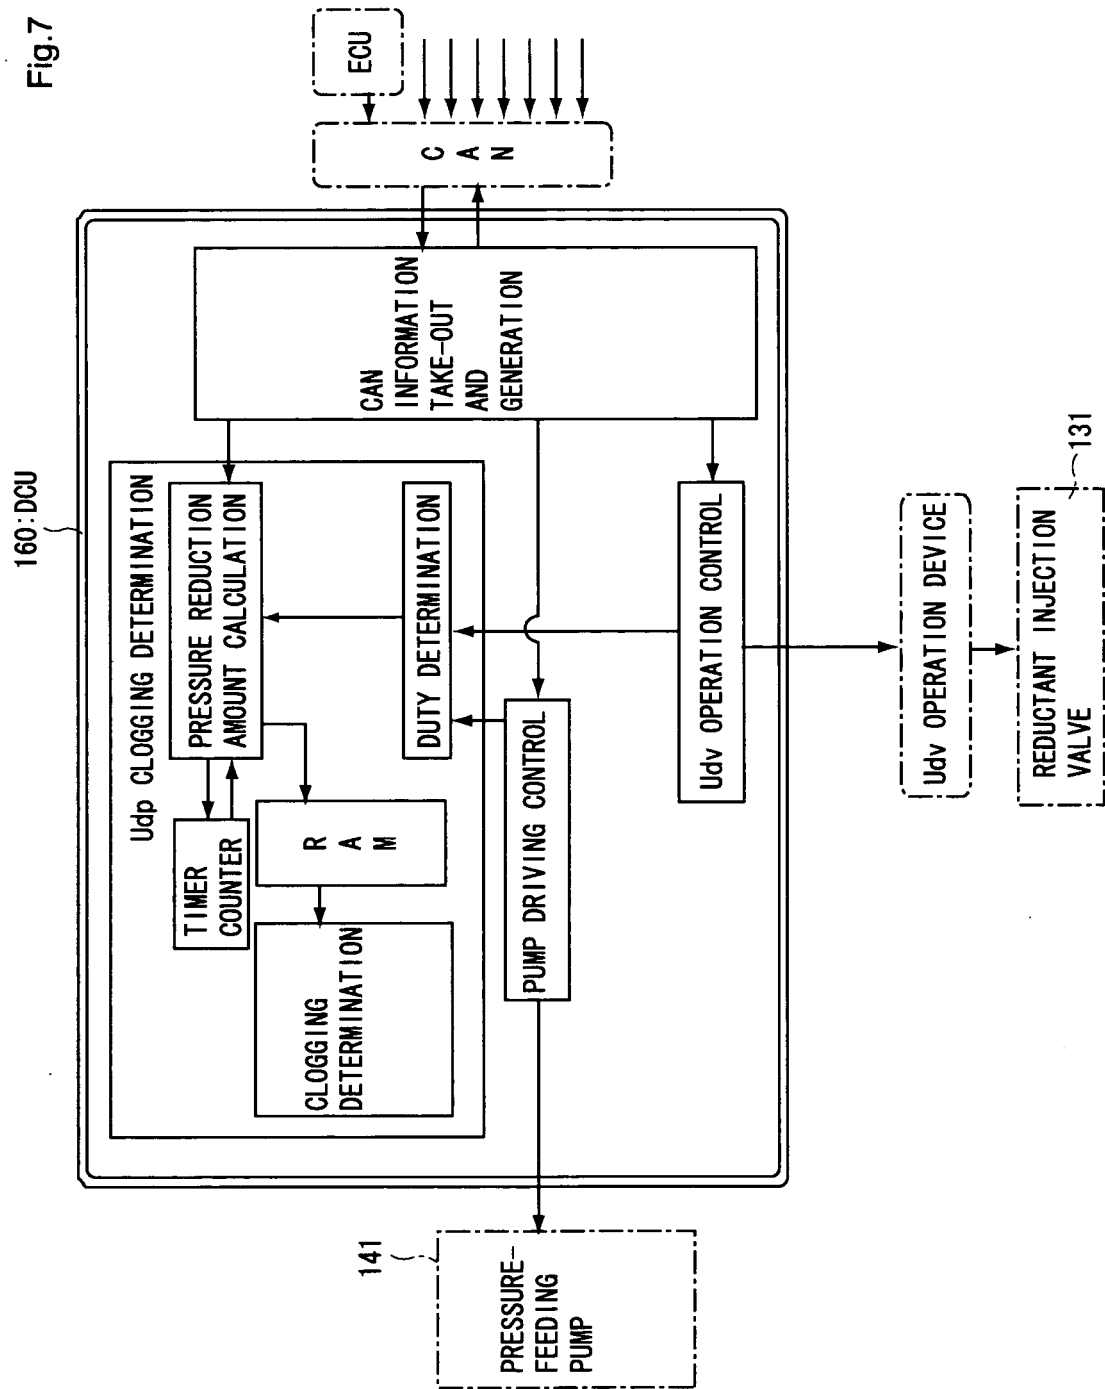 Fig.7
160:DCU
Udp CLOGGING DETERMINATION
TIMER
COUNTER
PRESSURE REDUCTION
AMOUNT CALCULATION
R A M
CLOGGING
DETERMINATION
DUTY DETERMINATION
CAN
INFORMATION
TAKE-OUT
AND
GENERATION
ECU
C A N
PUMP DRIVING CONTROL
Udv OPERATION CONTROL
141
PRESSURE-
FEEDING
PUMP
Udv OPERATION DEVICE
REDUCTANT INJECTION
VALVE
131